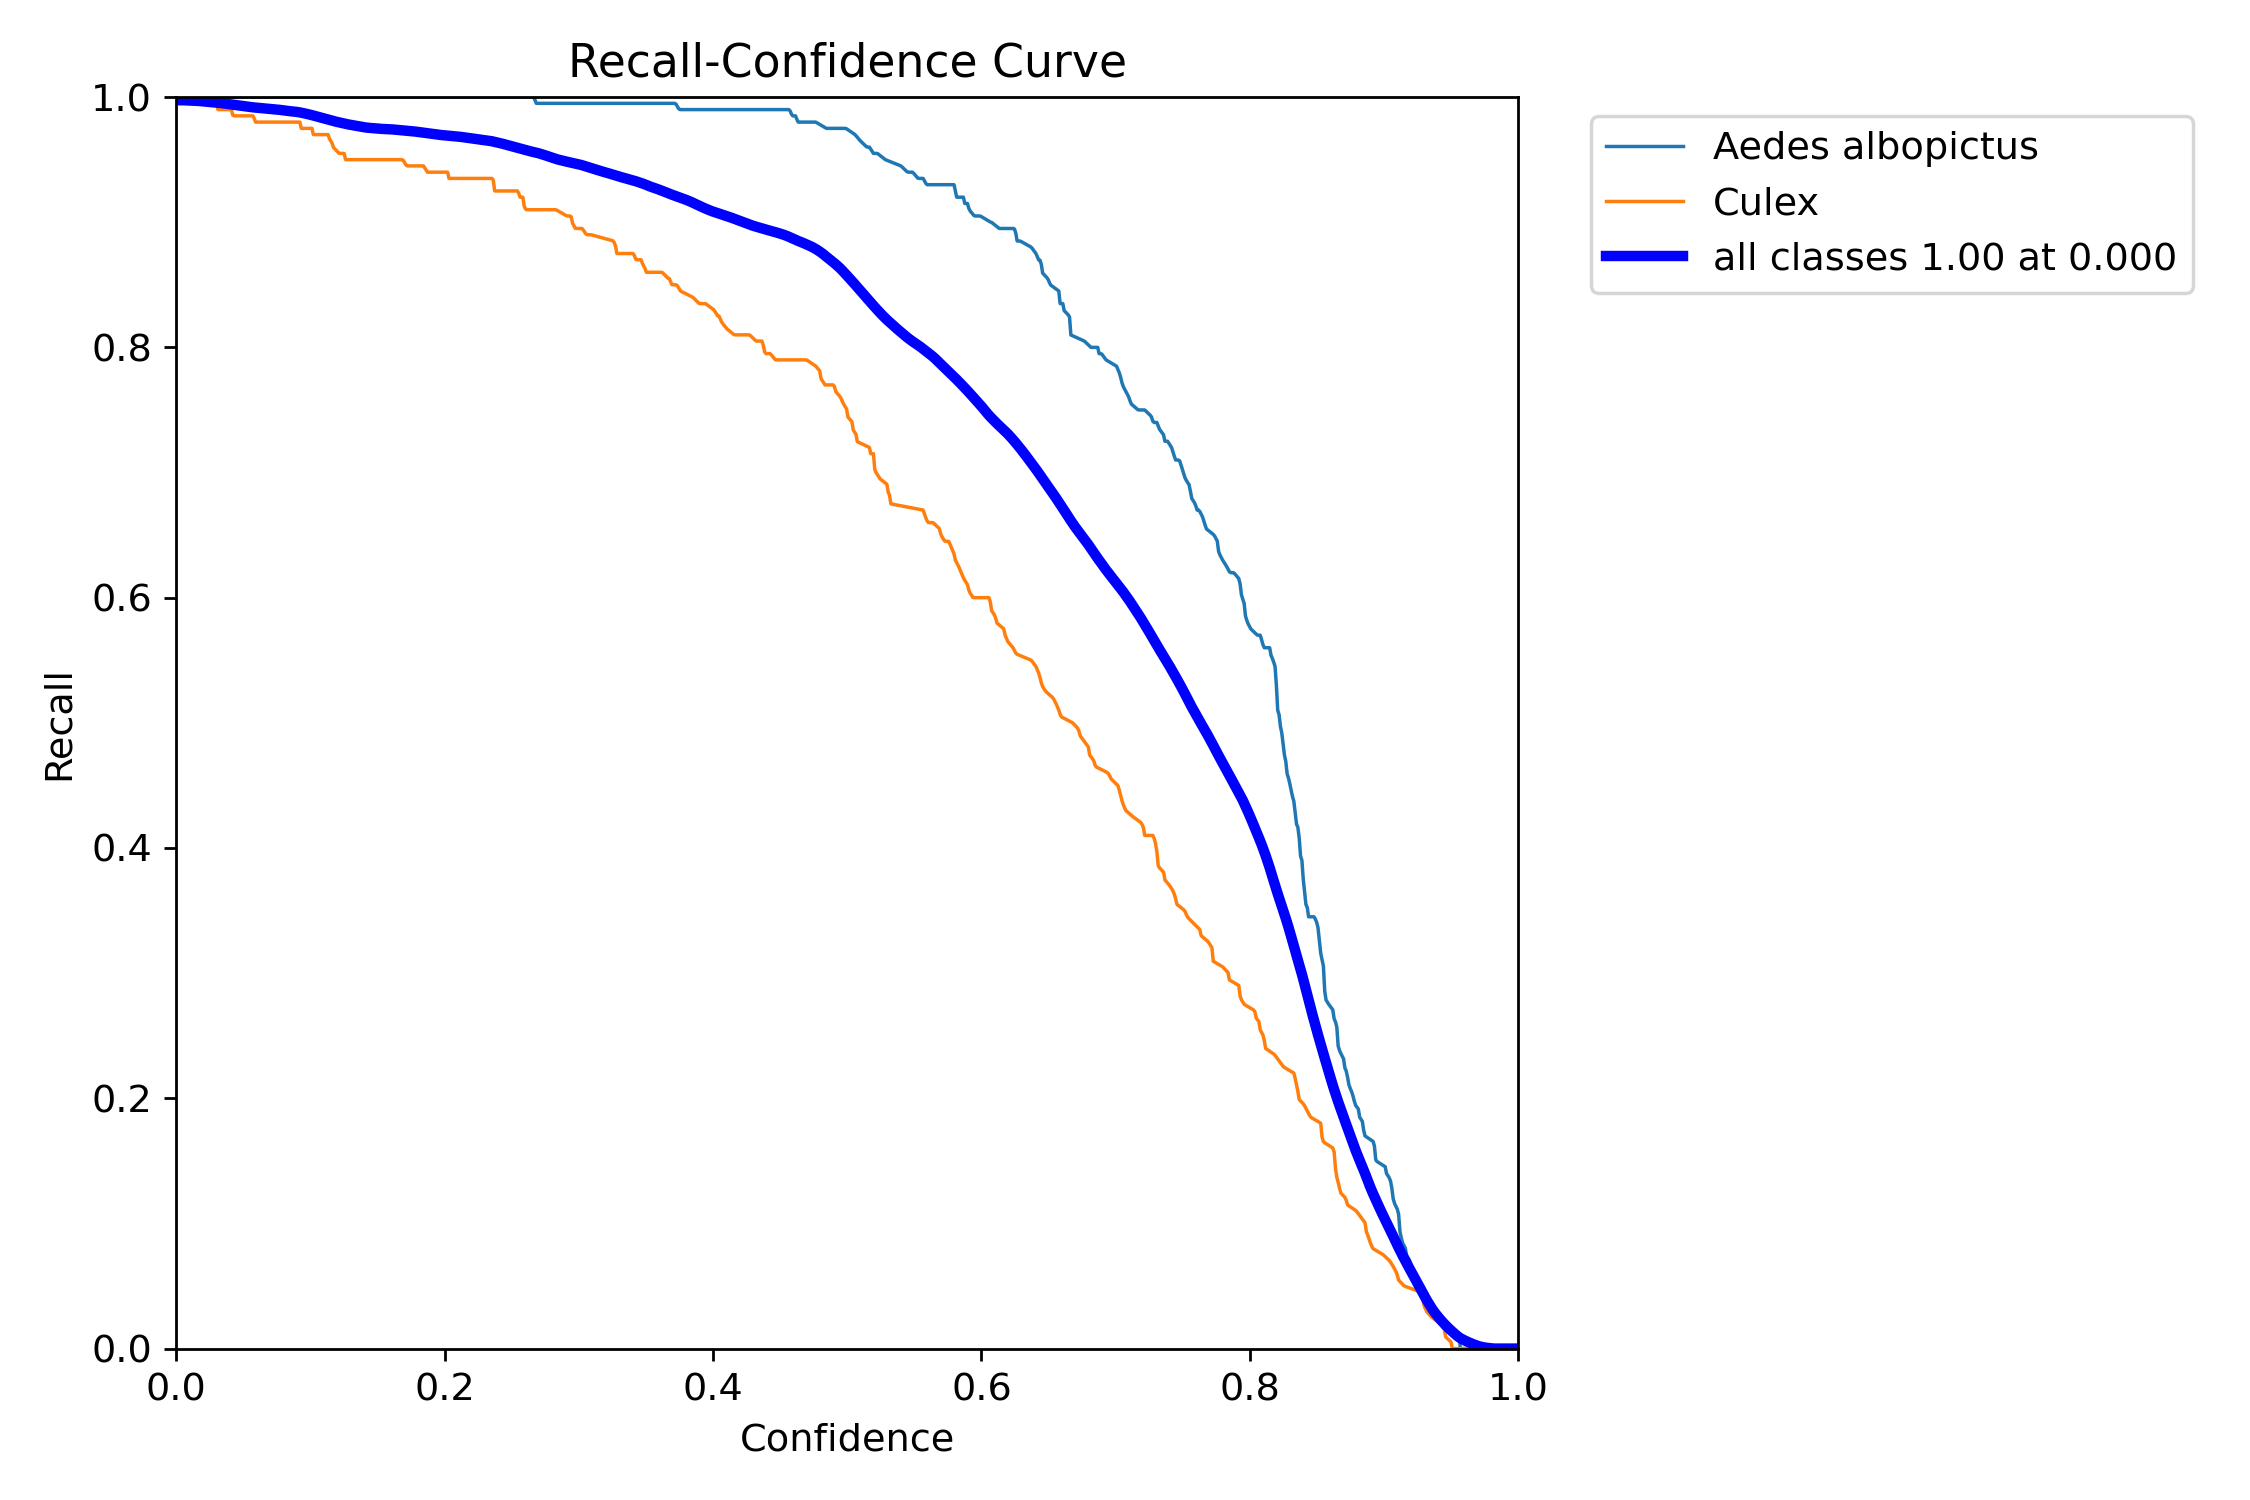 Recall-Confidence Curve
1.0
0.8
0.6
0.4
0.2
0.0
Recall
0.0 0.2 0.4 0.6 0.8 1.0
Confidence
Aedes albopictus
Culex
all classes 1.00 at 0.000